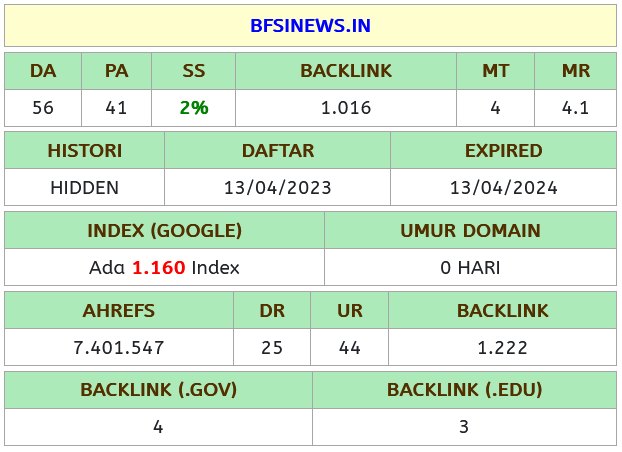 BFSINEWS.IN
DA PA SS BACKLINK MT MR
56 41 2% 1.016 4 4.1
HISTORI DAFTAR EXPIRED
HIDDEN 13/04/2023 13/04/2024
INDEX (GOOGLE) UMUR DOMAIN
Ada 1.160 Index 0 HARI
AHREFS DR UR BACKLINK
7.401.547 25 44 1.222
BACKLINK (.GOV) BACKLINK (.EDU)
4 3